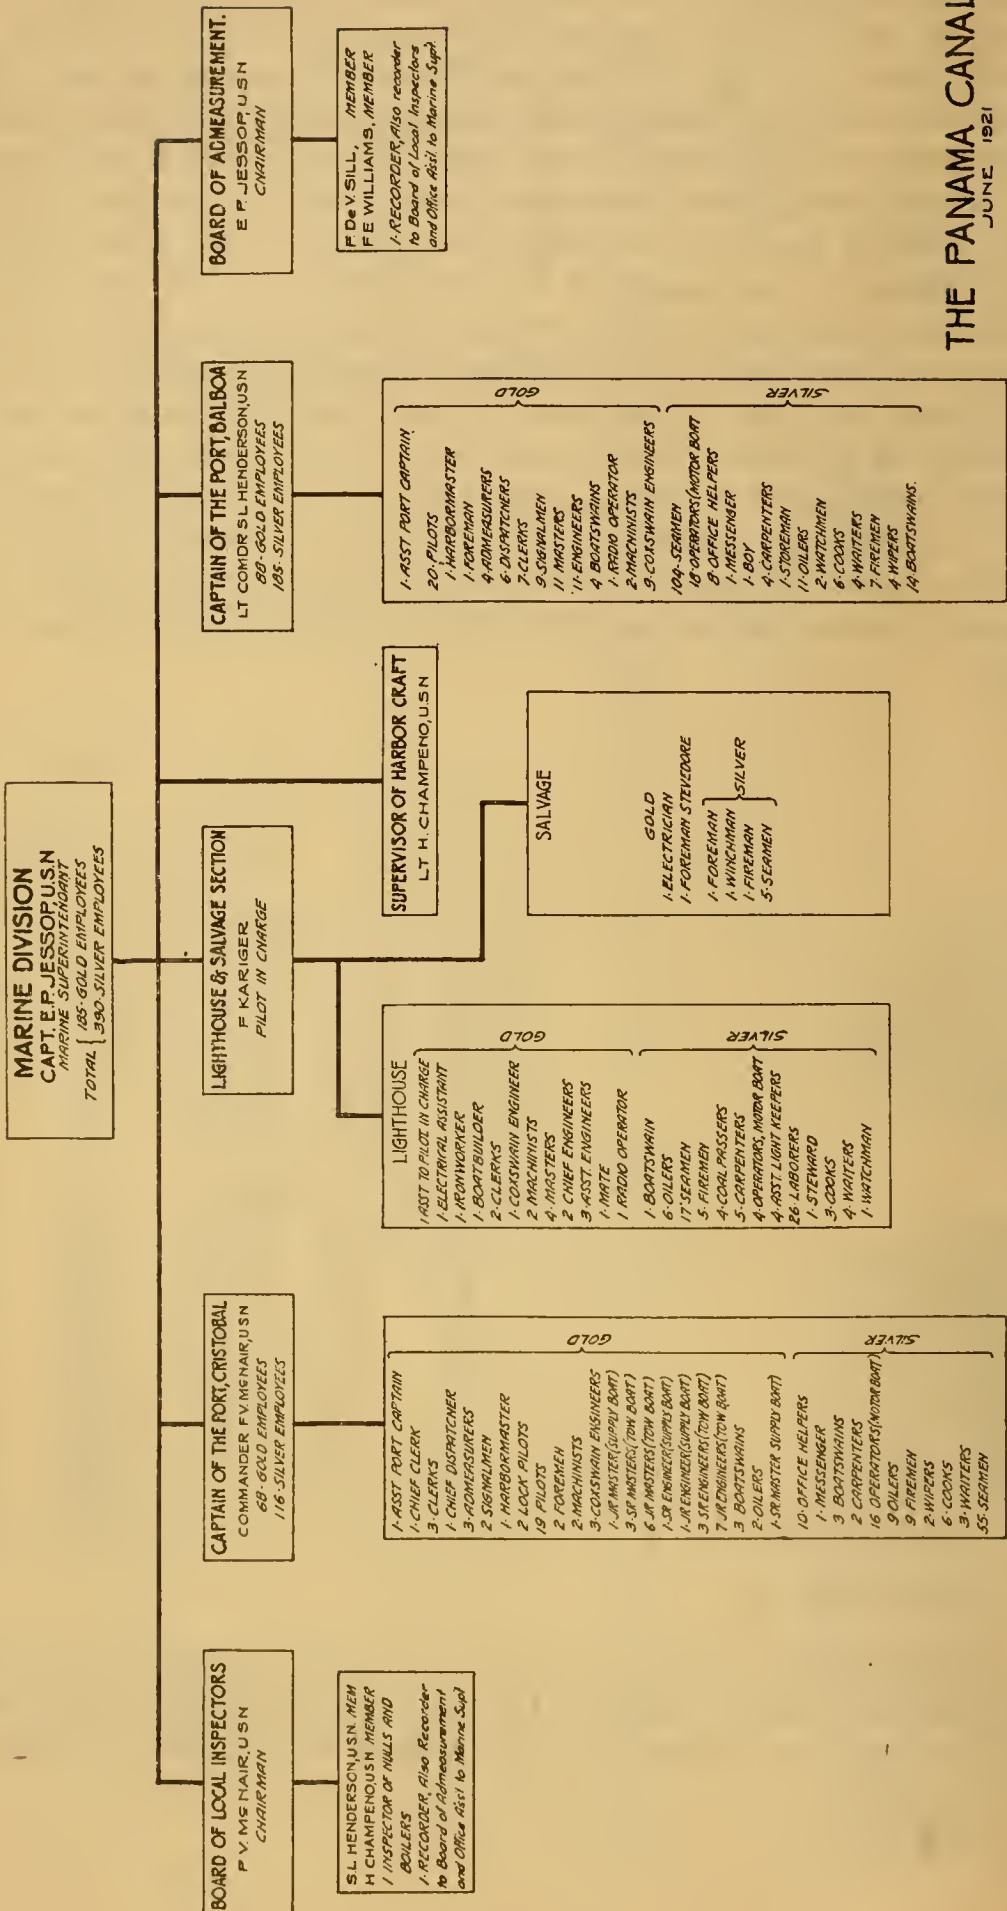 MARINE DIVISION
CAPT. E.P. JESSOP, U.S.N
MARINE SUPERINTENDANT
TOTAL { 185-GOLD EMPLOYEES
390-SILVER EMPLOYEES
BOARD OF LOCAL INSPECTORS
F V. McNAIR, USN
CHAIRMAN
S.L. HENDERSON, U.S.N. MEM
H CHAMPENO, USN MEMBER
1 INSPECTOR OF HULLS AND
BOILERS
1-RECORDER, Also Recorder
to Board of Admeasurement
and Office Ass't to Marine Supt
CAPTAIN OF THE PORT, CRISTOBAL
COMMANDER F.V. McNAIR, USN
68-GOLD EMPLOYEES
116-SILVER EMPLOYEES
1-ASST PORT CAPTAIN
1-CHIEF CLERK
3-CLERKS
1-CHIEF DISPATCHER
3-ADMEASURERS
2 SIGNALMEN
1-HARBORMASTER
2 LOCK PILOTS
19 PILOTS
2 FOREMEN
2-MACHINISTS
3-COXSWAIN ENGINEERS
1-JR MASTER (SUPPLY BOAT)
3-SR MASTERS (TOW BOAT)
6 JR MASTERS (TOW BOAT)
1-SR ENGINEER (SUPPLY BOAT)
1-JR ENGINEER (SUPPLY BOAT)
3 SR ENGINEERS (TOW BOAT)
7 JR ENGINEERS (TOW BOAT)
3 BOATSWAINS
2-OILERS
1-SR MASTER SUPPLY BOAT)
GOLD
10-OFFICE HELPERS
1-MESSENGER
3 BOATSWAINS
2 CARPENTERS
16 OPERATORS (MOTOR BOAT)
9 OILERS
9 FIREMEN
2-WIPERS
6-COOKS
3-WAITERS
55-SEAMEN
SILVER
LIGHTHOUSE & SALVAGE SECTION
F KARIGER
PILOT IN CHARGE
LIGHTHOUSE
1 ASST TO PILOT IN CHARGE
1-ELECTRICAL ASSISTANT
1-IRONWORKER
1-BOATBUILDER
2-CLERKS
1-COXSWAIN ENGINEER
2 MACHINISTS
4-MASTERS
2 CHIEF ENGINEERS
3 ASST. ENGINEERS
1-MATE
1 RADIO OPERATOR
GOLD
1-BOATSWAIN
6-OILERS
17 SEAMEN
5-FIREMEN
4-COAL PASSERS
5-CARPENTERS
4-OPERATORS, MOTOR BOAT
4-ASST. LIGHT KEEPERS
26-LABORERS
1-STEWARD
3-COOKS
4-WAITERS
1-WATCHMAN
SILVER
SALVAGE
GOLD
1-ELECTRICIAN
1-FOREMAN STEVEDORE
1-FOREMAN
1-WINCHMAN
1-FIREMAN
5-SEAMEN
SILVER
SUPERVISOR OF HARBOR CRAFT
LT H. CHAMPENO, U.S.N
CAPTAIN OF THE PORT, BALBOA
LT COMDR S L HENDERSON, U.S.N
88-GOLD EMPLOYEES
185-SILVER EMPLOYEES
1-ASST PORT CAPTAIN
20-PILOTS
1-HARBORMASTER
1-FOREMAN
4 ADMEASURERS
6-DISPATCHERS
7-CLERKS
9 SIGNALMEN
11 MASTERS
11-ENGINEERS
4 BOATSWAINS
1-RADIO OPERATOR
2-MACHINISTS
9-COXSWAIN ENGINEERS
GOLD
104-SEAMEN
18-OPERATORS (MOTOR BOAT
8-OFFICE HELPERS
1-MESSENGER
1-BOY
4-CARPENTERS
1-STOREMAN
11-OILERS
2-WATCHMEN
6-COOKS
4-WAITERS
7-FIREMEN
4 WIPERS
14 BOATSWAINS.
SILVER
BOARD OF ADMEASUREMENT.
E P. JESSOP, U S N
CHAIRMAN
F. De V. SILL, MEMBER
F E WILLIAMS, MEMBER
1-RECORDER, Also recorder
to Board of Local Inspectors
and Office Ass't. to Marine Supt.
THE PANAMA CANAL
JUNE 1921